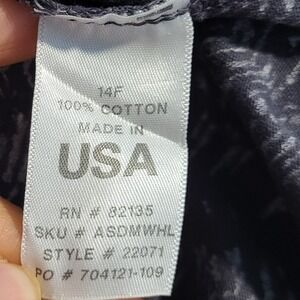 14F
100% COTTON
MADE IN
USA
RN # 82135
SKU # ASDMWHL
STYLE # 22071
PO # 704121-109